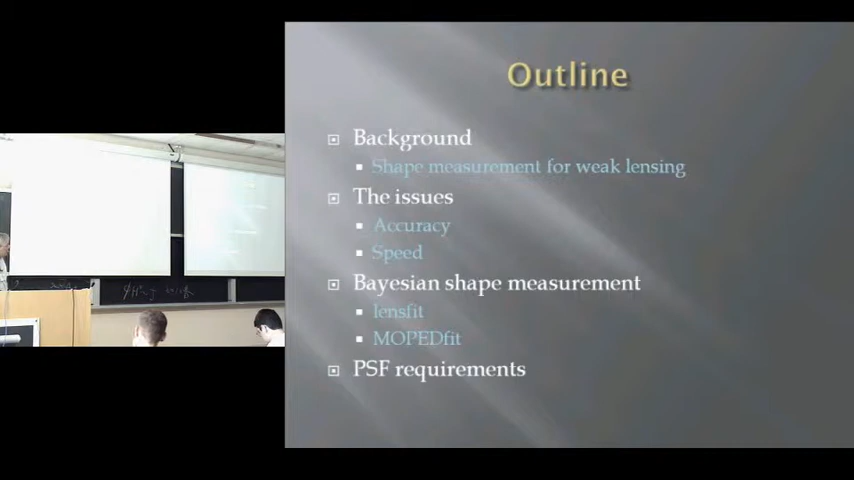 Outline
Background
Shape measurement for weak lensing
The issues
Accuracy
Speed
Bayesian shape measurement
lensfit
MOPEDfit
PSF requirements